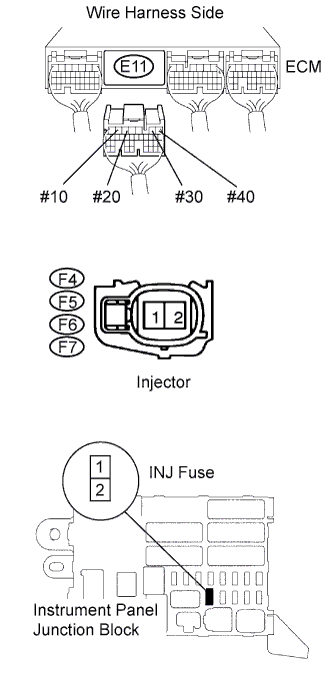 Wire Harness Side
E11
ECM
#10 #20 #30 #40
F4
F5
F6
F7
1 2
Injector
1
2
INJ Fuse
Instrument Panel
Junction Block